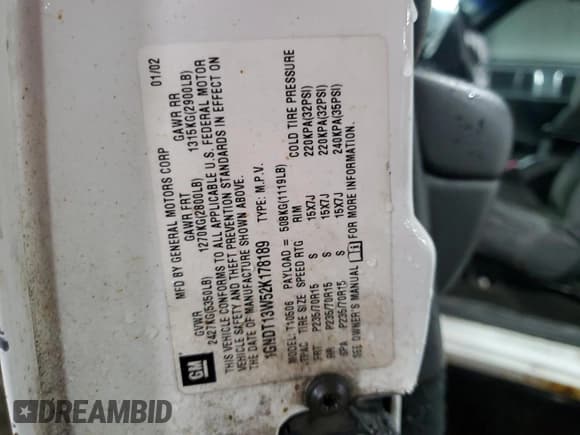 GM
MFD BY GENERAL MOTORS CORP 01/02
GVWR GAWR FRT GAWR RR
2427KG(5350LB) 1270KG(2800LB) 1315KG(2900LB)
THIS VEHICLE CONFORMS TO ALL APPLICABLE U.S. FEDERAL MOTOR
VEHICLE SAFETY AND THEFT PREVENTION STANDARDS IN EFFECT ON
THE DATE OF MANUFACTURE SHOWN ABOVE.
1GNDT13W52K178189 TYPE: M.P.V.
MODEL: T10506 PAYLOAD = 508KG(1119LB)
TIRE SIZE SPEED RTG RIM COLD TIRE PRESSURE
FRT P235/70R15 S 15X7J 220KPA(32PSI)
RR P235/70R15 S 15X7J 220KPA(32PSI)
SPA P235/70R15 S 15X7J 240KPA(35PSI)
SEE OWNER'S MANUAL FOR MORE INFORMATION.
DREAMBID